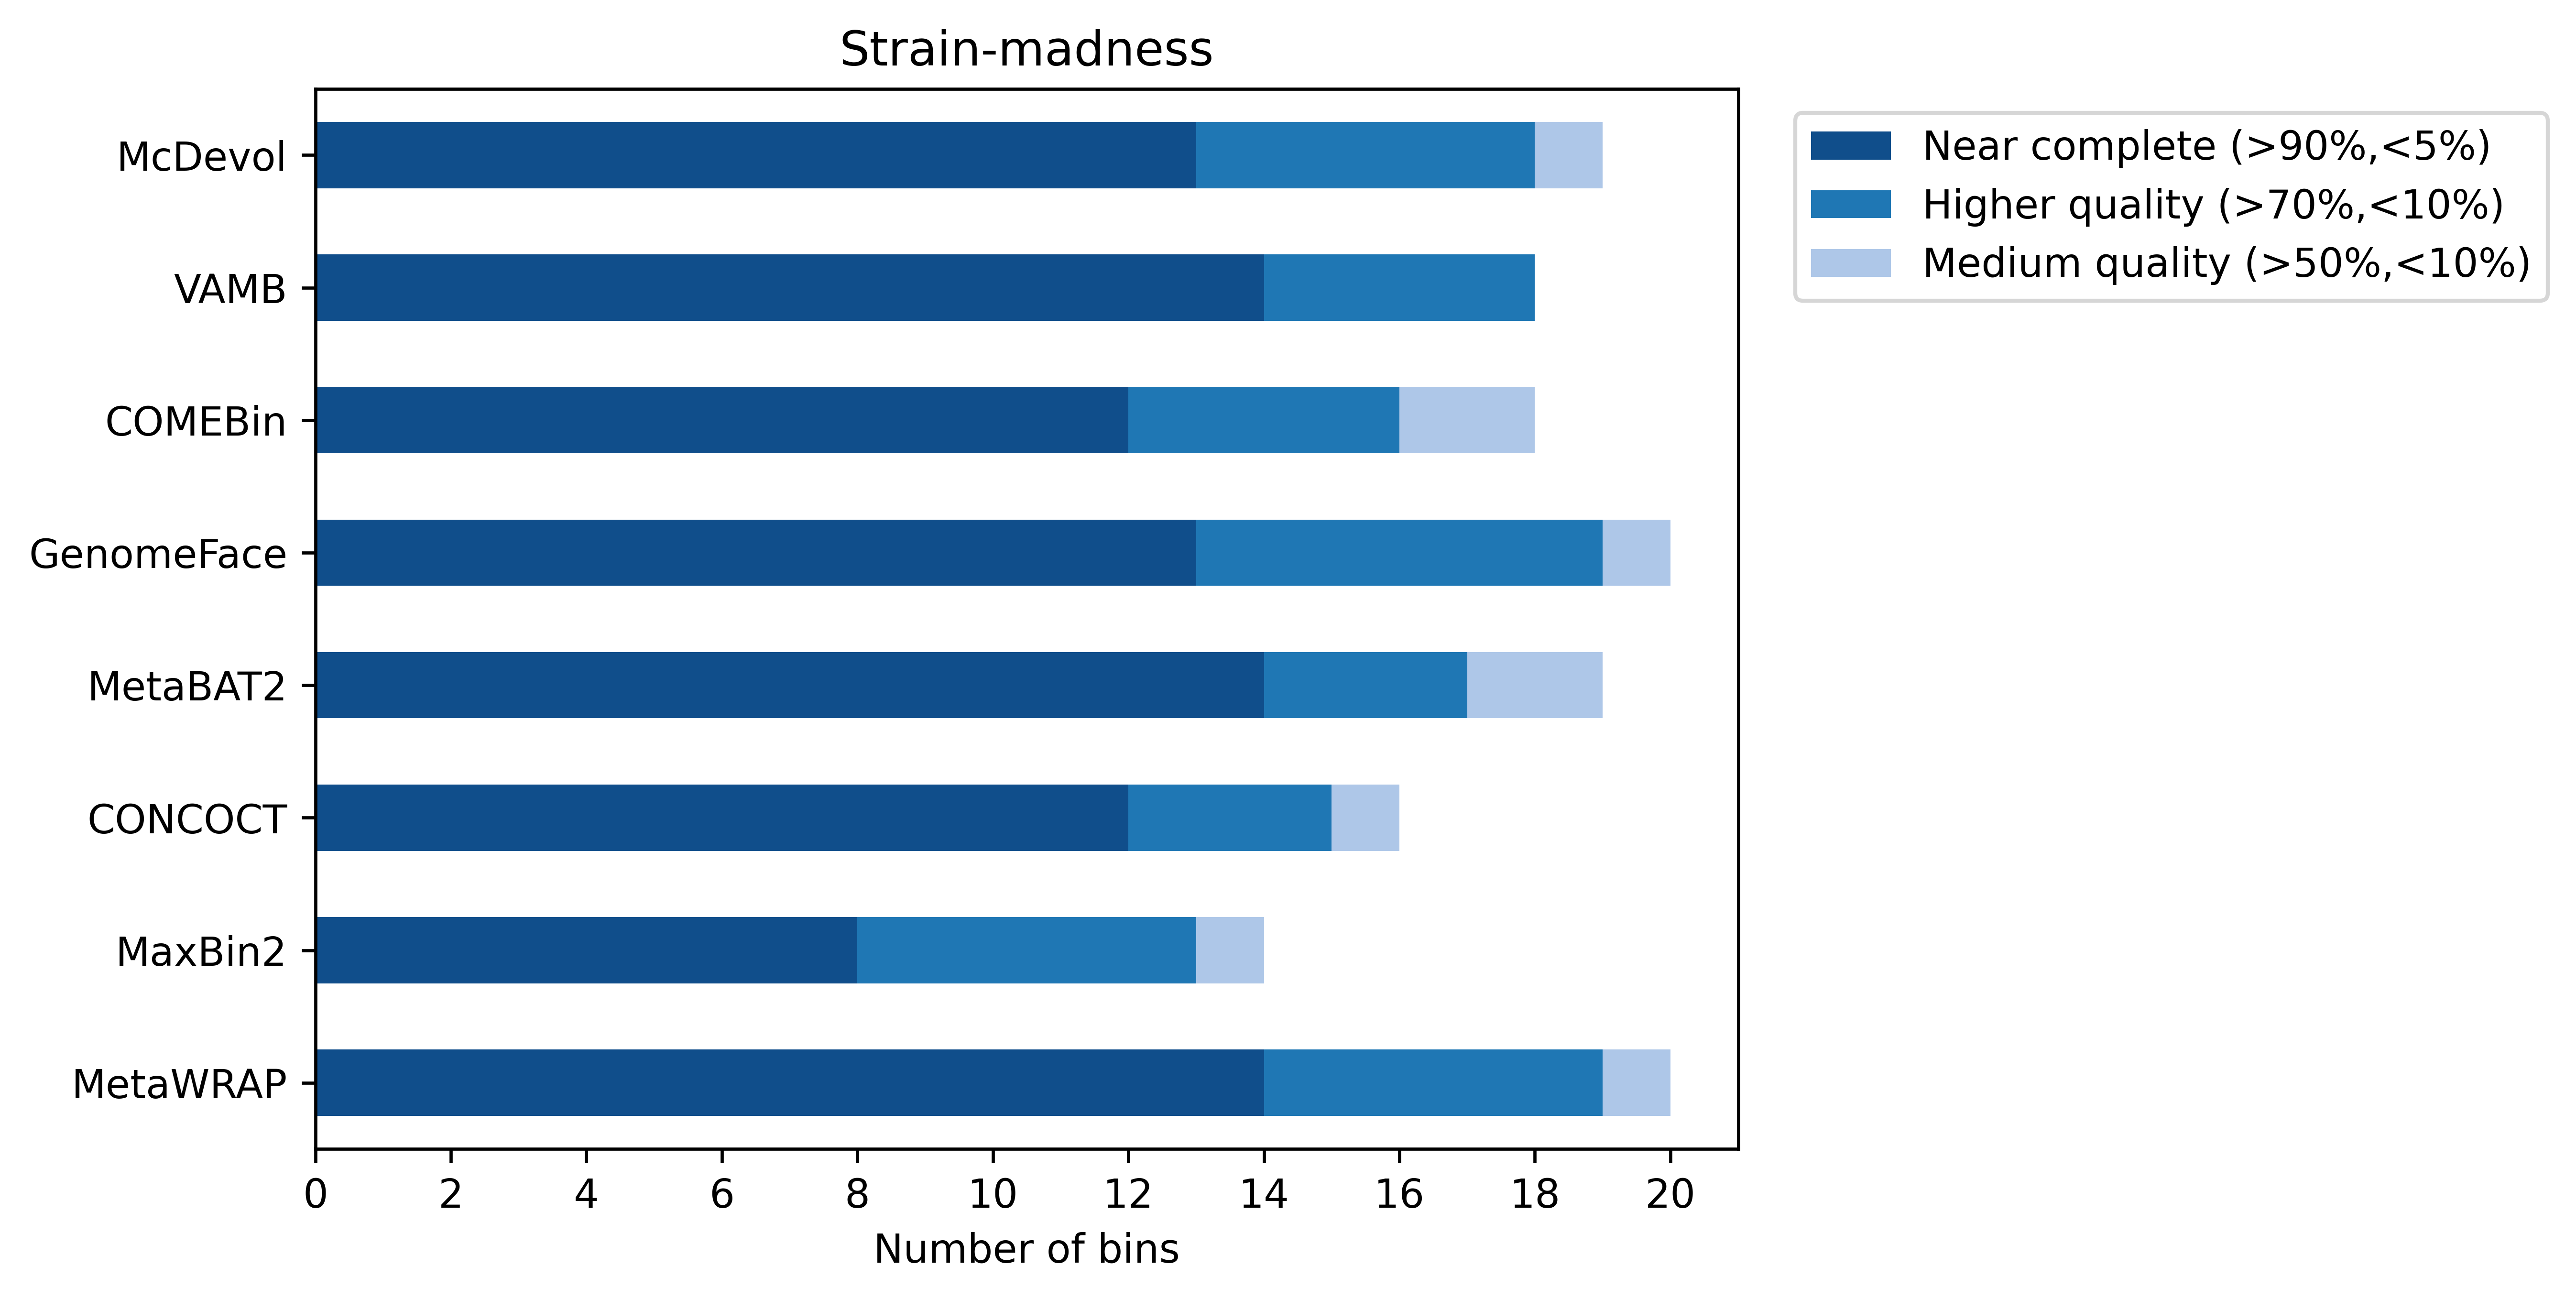 Strain-madness
McDevol
VAMB
COMEBin
GenomeFace
MetaBAT2
CONCOCT
MaxBin2
MetaWRAP
0 2 4 6 8 10 12 14 16 18 20
Number of bins
Near complete (>90%,<5%)
Higher quality (>70%,<10%)
Medium quality (>50%,<10%)